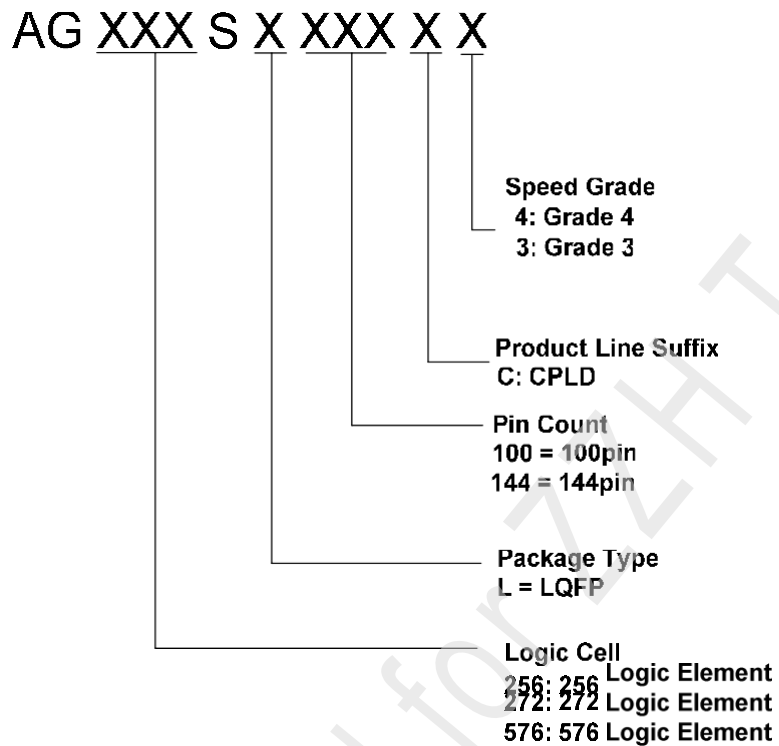 AG XXX S X XXX X X
Speed Grade
4: Grade 4
3: Grade 3
Product Line Suffix
C: CPLD
Pin Count
100 = 100pin
144 = 144pin
Package Type
L = LQFP
Logic Cell
256: 256 Logic Element
272: 272 Logic Element
576: 576 Logic Element
for ZZH T